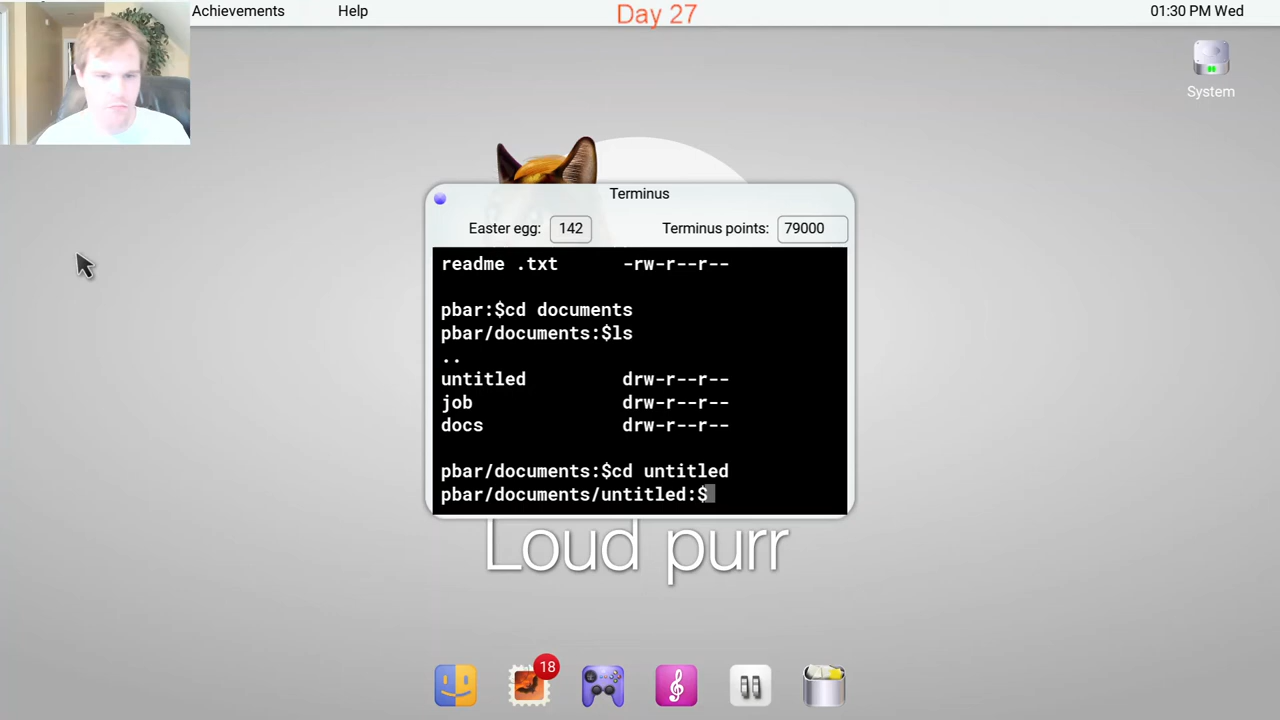 Achievements Help Day 27 01:30 PM Wed
System
Terminus
Easter egg: 142 Terminus points: 79000
readme .txt -rw-r--r--
pbar:$cd documents
pbar/documents:$ls
..
untitled drw-r--r--
job drw-r--r--
docs drw-r--r--
pbar/documents:$cd untitled
pbar/documents/untitled:$
Loud purr
18